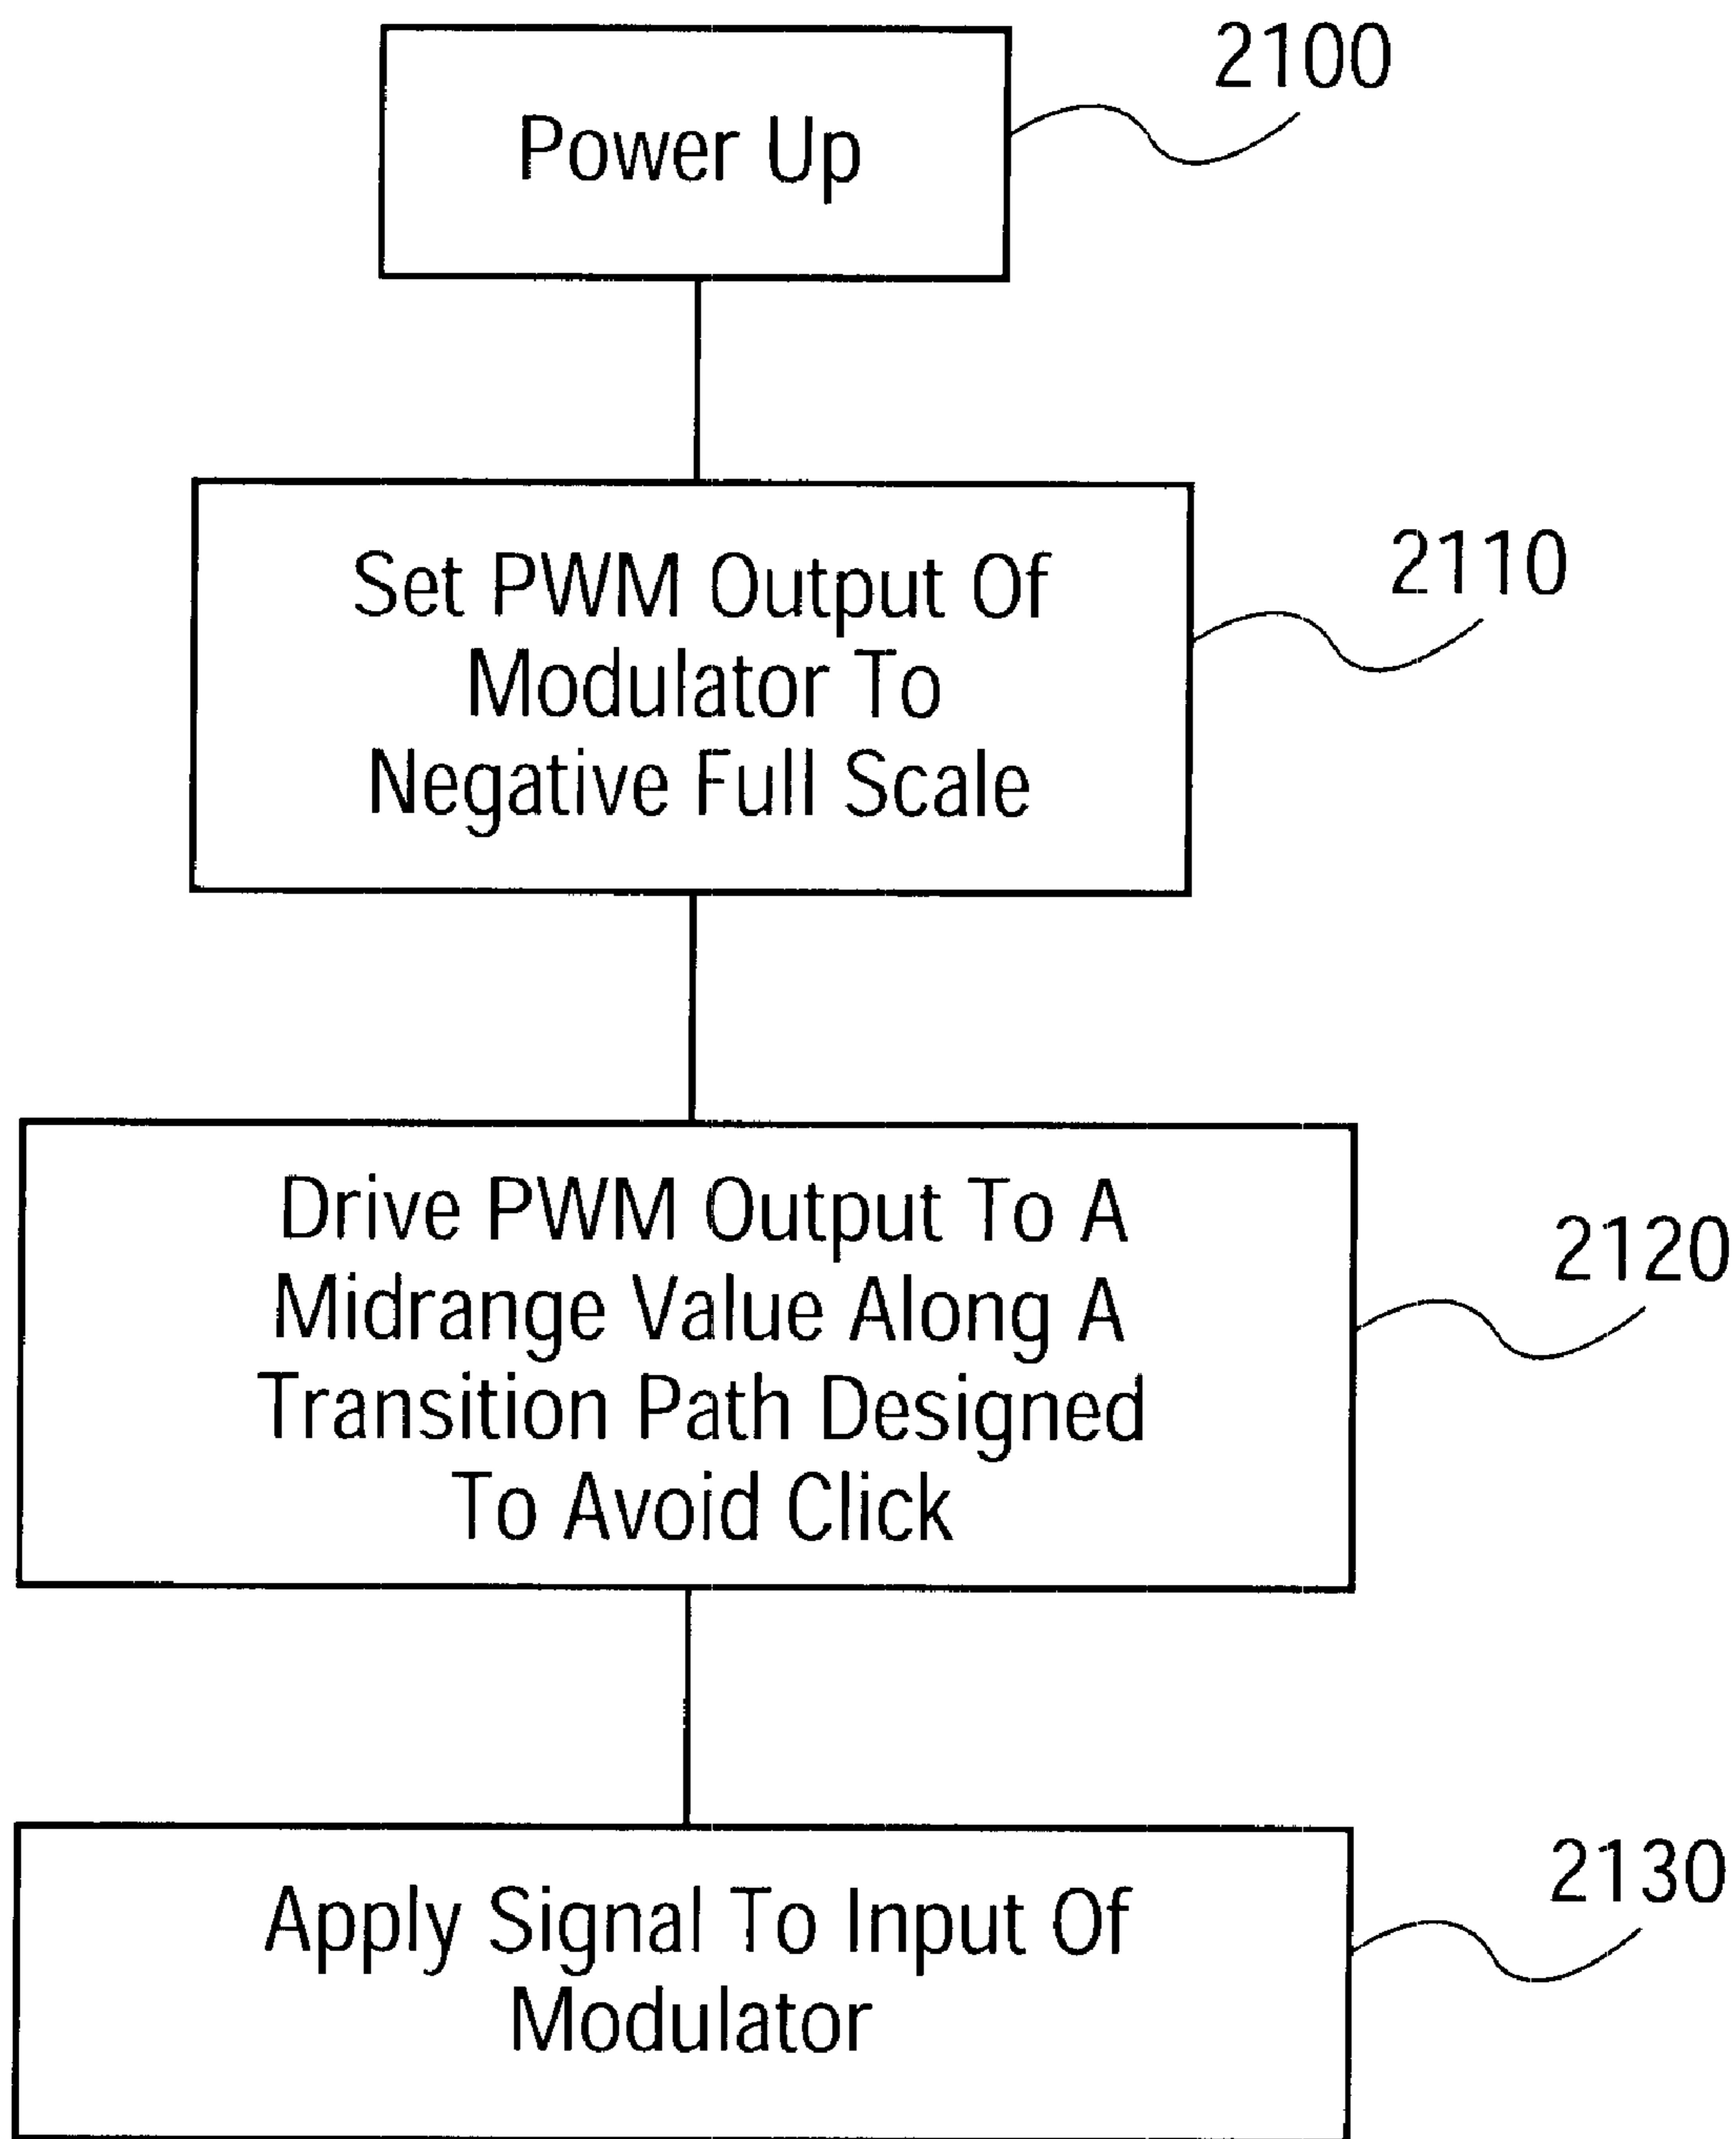 2100
Power Up
2110
Set PWM Output Of
Modulator To
Negative Full Scale
2120
Drive PWM Output To A
Midrange Value Along A
Transition Path Designed
To Avoid Click
2130
Apply Signal To Input Of
Modulator